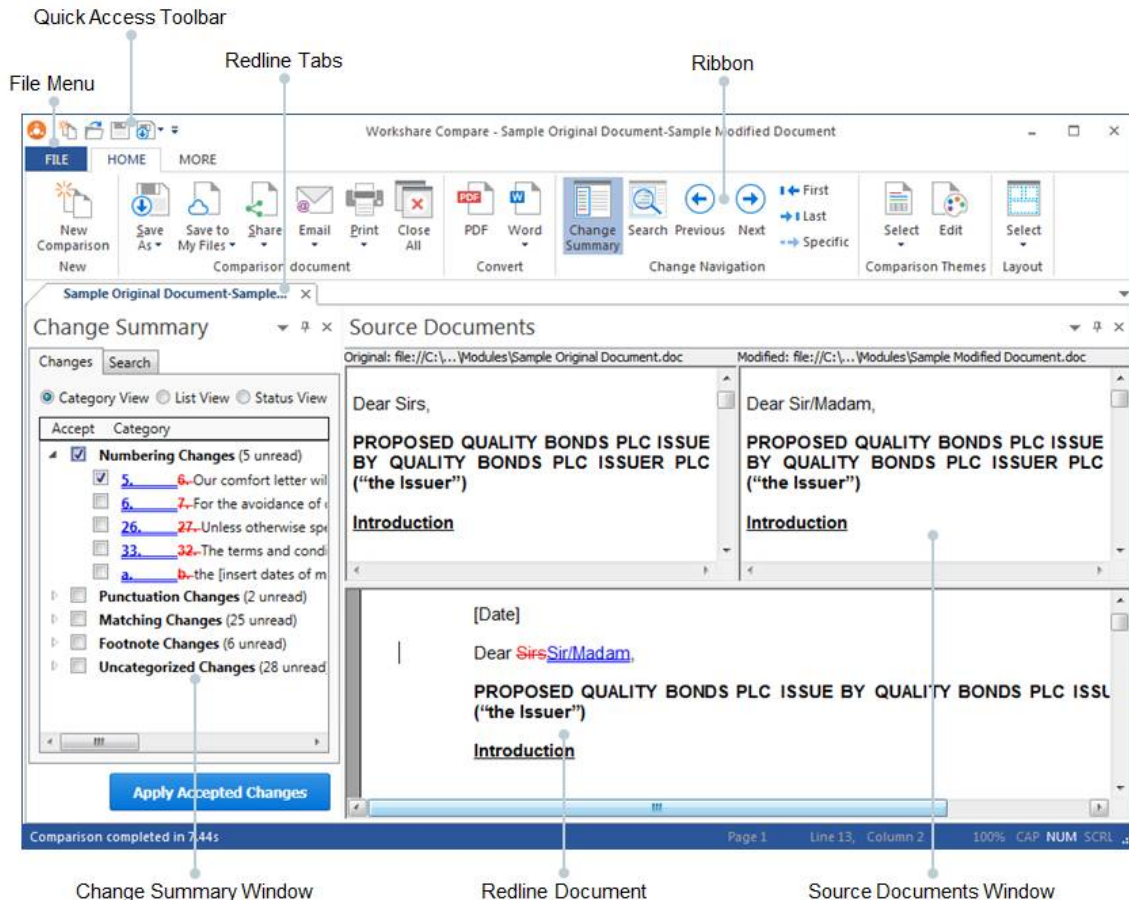 Quick Access Toolbar
Redline Tabs
Ribbon
File Menu
Workshare Compare - Sample Original Document-Sample Modified Document
FILE HOME MORE
New Comparison
Save As
Save to My Files
Share
Email
Print
Close All
PDF
Word
Change Summary
Search
Previous
Next
First
Last
Specific
Select
Edit
Select
New
Comparison document
Convert
Change Navigation
Comparison Themes
Layout
Sample Original Document-Sample...
Change Summary
Changes Search
Category View List View Status View
Accept Category
Numbering Changes (5 unread)
5. 6. Our comfort letter wil
6. 7. For the avoidance of
26. 27. Unless otherwise spe
33. 32. The terms and condi
a. b. the [insert dates of m
Punctuation Changes (2 unread)
Matching Changes (25 unread)
Footnote Changes (6 unread)
Uncategorized Changes (28 unread
Apply Accepted Changes
Source Documents
Original: file://C:\...\Modules\Sample Original Document.doc
Dear Sirs,
PROPOSED QUALITY BONDS PLC ISSUE
BY QUALITY BONDS PLC ISSUER PLC
(“the Issuer”)
Introduction
Modified: file://C:\...\Modules\Sample Modified Document.doc
Dear Sir/Madam,
PROPOSED QUALITY BONDS PLC ISSUE
BY QUALITY BONDS PLC ISSUER PLC
(“the Issuer”)
Introduction
[Date]
Dear SirsSir/Madam,
PROPOSED QUALITY BONDS PLC ISSUE BY QUALITY BONDS PLC ISSU
(“the Issuer”)
Introduction
Comparison completed in 7.44s
Page 1 Line 13, Column 2 100% CAP NUM SCRL
Change Summary Window
Redline Document
Source Documents Window